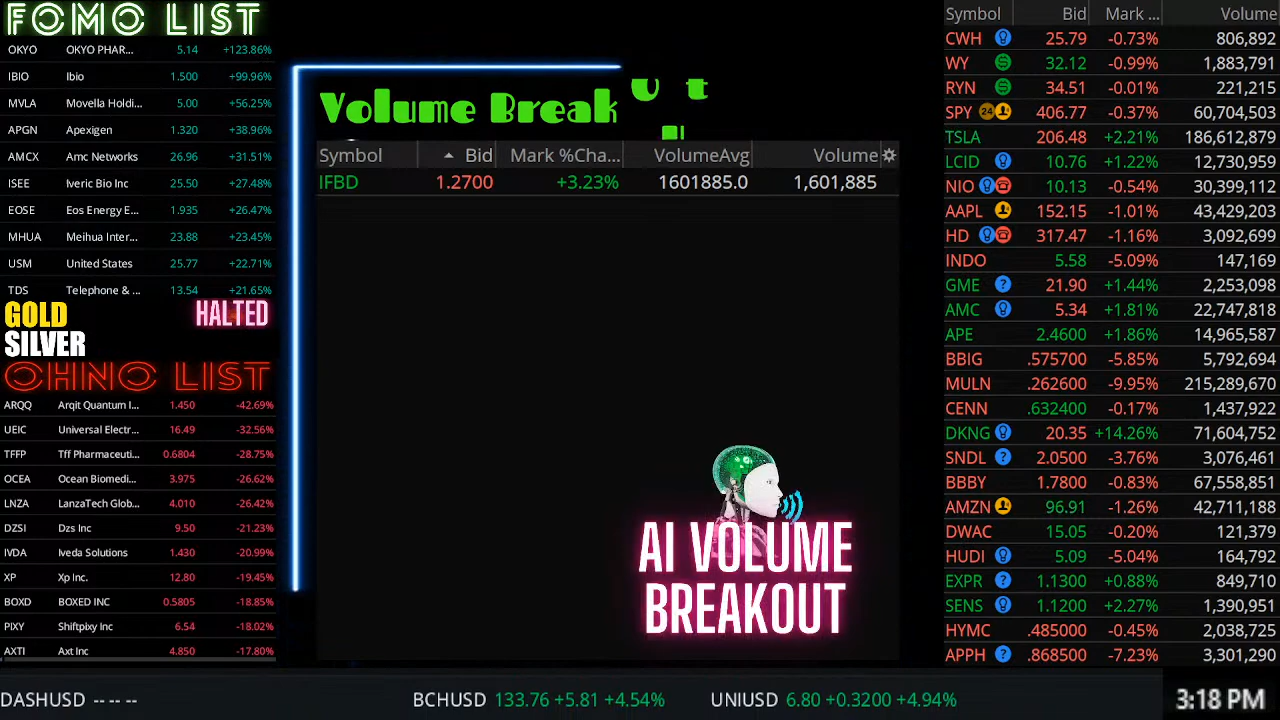 FOMO LIST
OKYO OKYO PHAR... 5.14 +123.86%
IBIO Ibio 1.500 +99.96%
MVLA Movella Holdi... 5.00 +56.25%
APGN Apexigen 1.320 +38.96%
AMCX Amc Networks 26.96 +31.51%
ISEE Iveric Bio Inc 25.50 +27.48%
EOSE Eos Energy E... 1.935 +26.47%
MHUA Meihua Inter... 23.88 +23.45%
USM United States 25.77 +22.71%
TDS Telephone & ... 13.54 +21.65%
GOLD HALTED
SILVER
OHNO LIST
ARQQ Arqit Quantum I... 1.450 -42.69%
UEIC Universal Electr... 16.49 -32.56%
TFFP Tff Pharmaceuti... 0.6804 -28.75%
OCEA Ocean Biomedi... 3.975 -26.62%
LNZA LanzaTech Glob... 4.010 -26.42%
DZSI Dzs Inc 9.50 -21.23%
IVDA Iveda Solutions 1.430 -20.99%
XP Xp Inc. 12.80 -19.45%
BOXD BOXED INC 0.5805 -18.85%
PIXY Shiftpixy Inc 6.54 -18.02%
AXTI Axt Inc 4.850 -17.80%
Volume Break
Symbol Bid Mark %Cha... VolumeAvg Volume
IFBD 1.2700 +3.23% 1601885.0 1,601,885
AI VOLUME
BREAKOUT
Symbol Bid Mark ... Volume
CWH 25.79 -0.73% 806,892
WY 32.12 -0.99% 1,883,791
RYN 34.51 -0.01% 221,215
SPY 24 406.77 -0.37% 60,704,503
TSLA 206.48 +2.21% 186,612,879
LCID 10.76 +1.22% 12,730,959
NIO 10.13 -0.54% 30,399,112
AAPL 152.15 -1.01% 43,429,203
HD 317.47 -1.16% 3,092,699
INDO 5.58 -5.09% 147,169
GME ? 21.90 +1.44% 2,253,098
AMC 5.34 +1.81% 22,747,818
APE 2.4600 +1.86% 14,965,587
BBIG .575700 -5.85% 5,792,694
MULN .262600 -9.95% 215,289,670
CENN .632400 -0.17% 1,437,922
DKNG 20.35 +14.26% 71,604,752
SNDL ? 2.0500 -3.76% 3,076,461
BBBY 1.7800 -0.83% 67,558,851
AMZN 96.91 -1.26% 42,711,188
DWAC 15.05 -0.20% 121,379
HUDI 5.09 -5.04% 164,792
EXPR ? 1.1300 +0.88% 849,710
SENS 1.1200 +2.27% 1,390,951
HYMC .485000 -0.45% 2,038,725
APPH ? .868500 -7.23% 3,301,290
DASHUSD -- -- -- BCHUSD 133.76 +5.81 +4.54% UNIUSD 6.80 +0.3200 +4.94% 3:18 PM